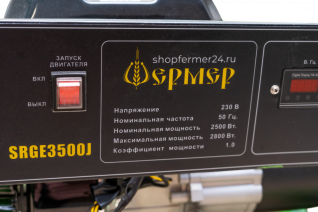 shopfermer24.ru
ФЕРМЕР
ЗАПУСК
ДВИГАТЕЛЯ
ВКЛ
ВЫКЛ
SRGE3500J
Напряжение 230 В
Номинальная частота 50 Гц.
Номинальная мощность 2500 Вт.
Максимальная мощность 2800 Вт.
Коэффициент мощности 1.0
В Гц